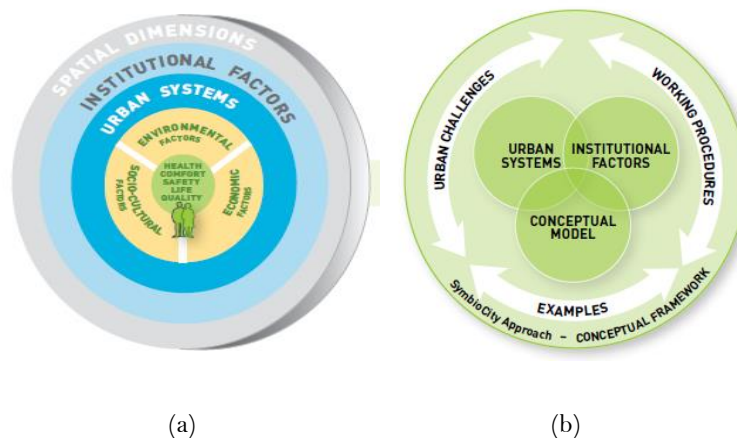 SPATIAL DIMENSIONS
INSTITUTIONAL FACTORS
URBAN SYSTEMS
ENVIRONMENTAL
FACTORS
SOCIO-CULTURAL
FACTORS
ECONOMIC
FACTORS
HEALTH
COMFORT
SAFETY
LIFE
QUALITY
(a)
URBAN CHALLENGES
WORKING PROCEDURES
URBAN
SYSTEMS
INSTITUTIONAL
FACTORS
CONCEPTUAL
MODEL
EXAMPLES
SymbioCity Approach – CONCEPTUAL FRAMEWORK
(b)